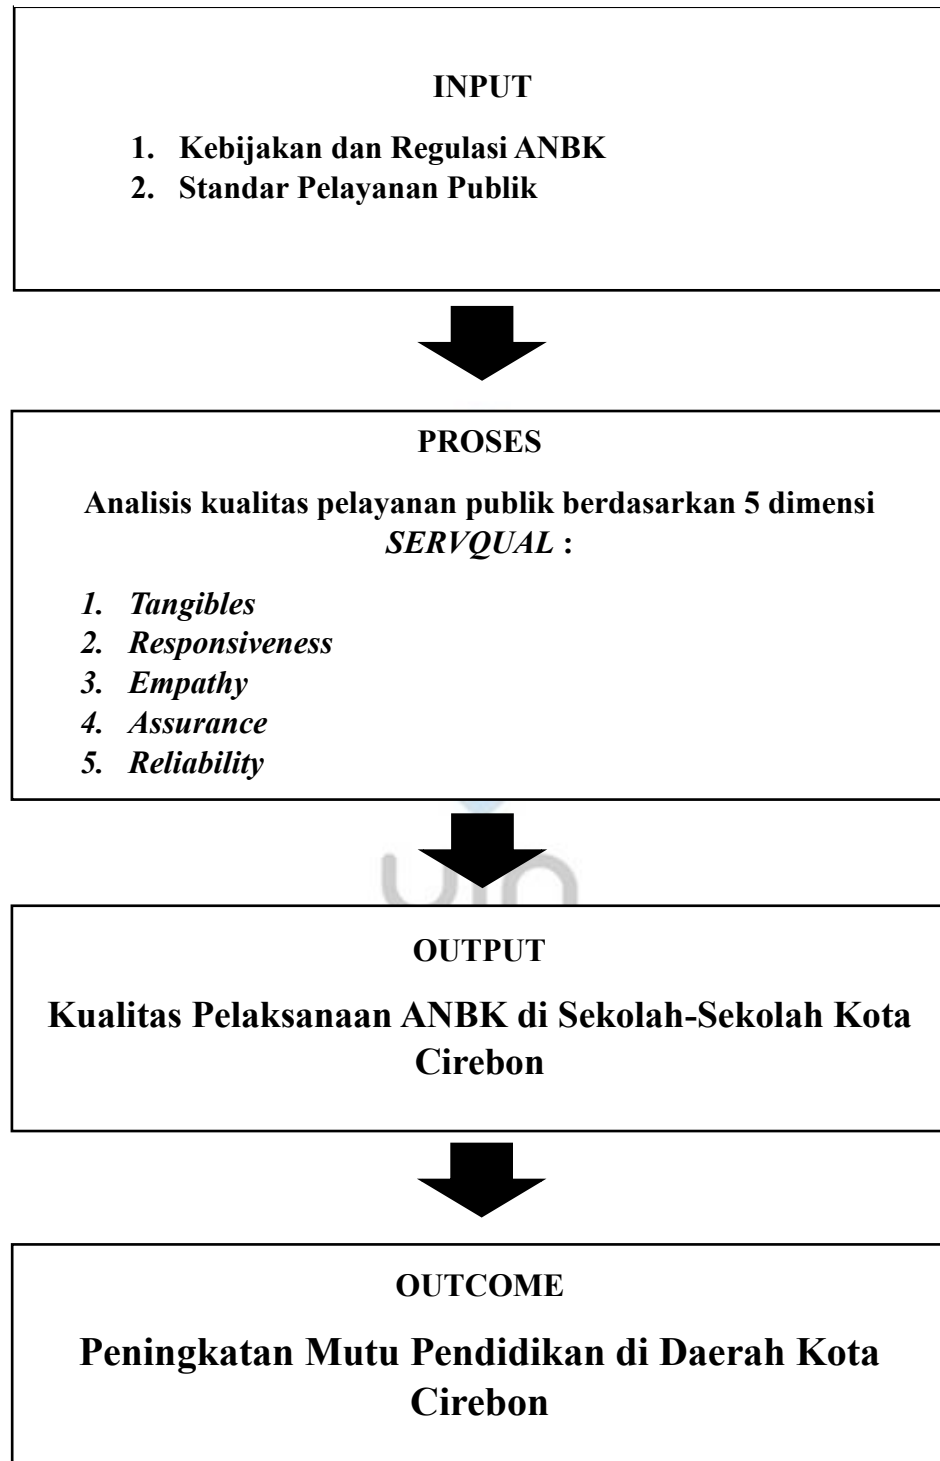 INPUT
1. Kebijakan dan Regulasi ANBK
2. Standar Pelayanan Publik
PROSES
Analisis kualitas pelayanan publik berdasarkan 5 dimensi
SERVQUAL :
1. Tangibles
2. Responsiveness
3. Empathy
4. Assurance
5. Reliability
uin
OUTPUT
Kualitas Pelaksanaan ANBK di Sekolah-Sekolah Kota
Cirebon
OUTCOME
Peningkatan Mutu Pendidikan di Daerah Kota
Cirebon